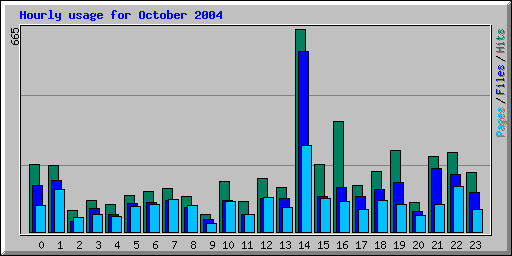 Hourly usage for October 2004
665
Pages / Files / Hits
0 1 2 3 4 5 6 7 8 9 10 11 12 13 14 15 16 17 18 19 20 21 22 23